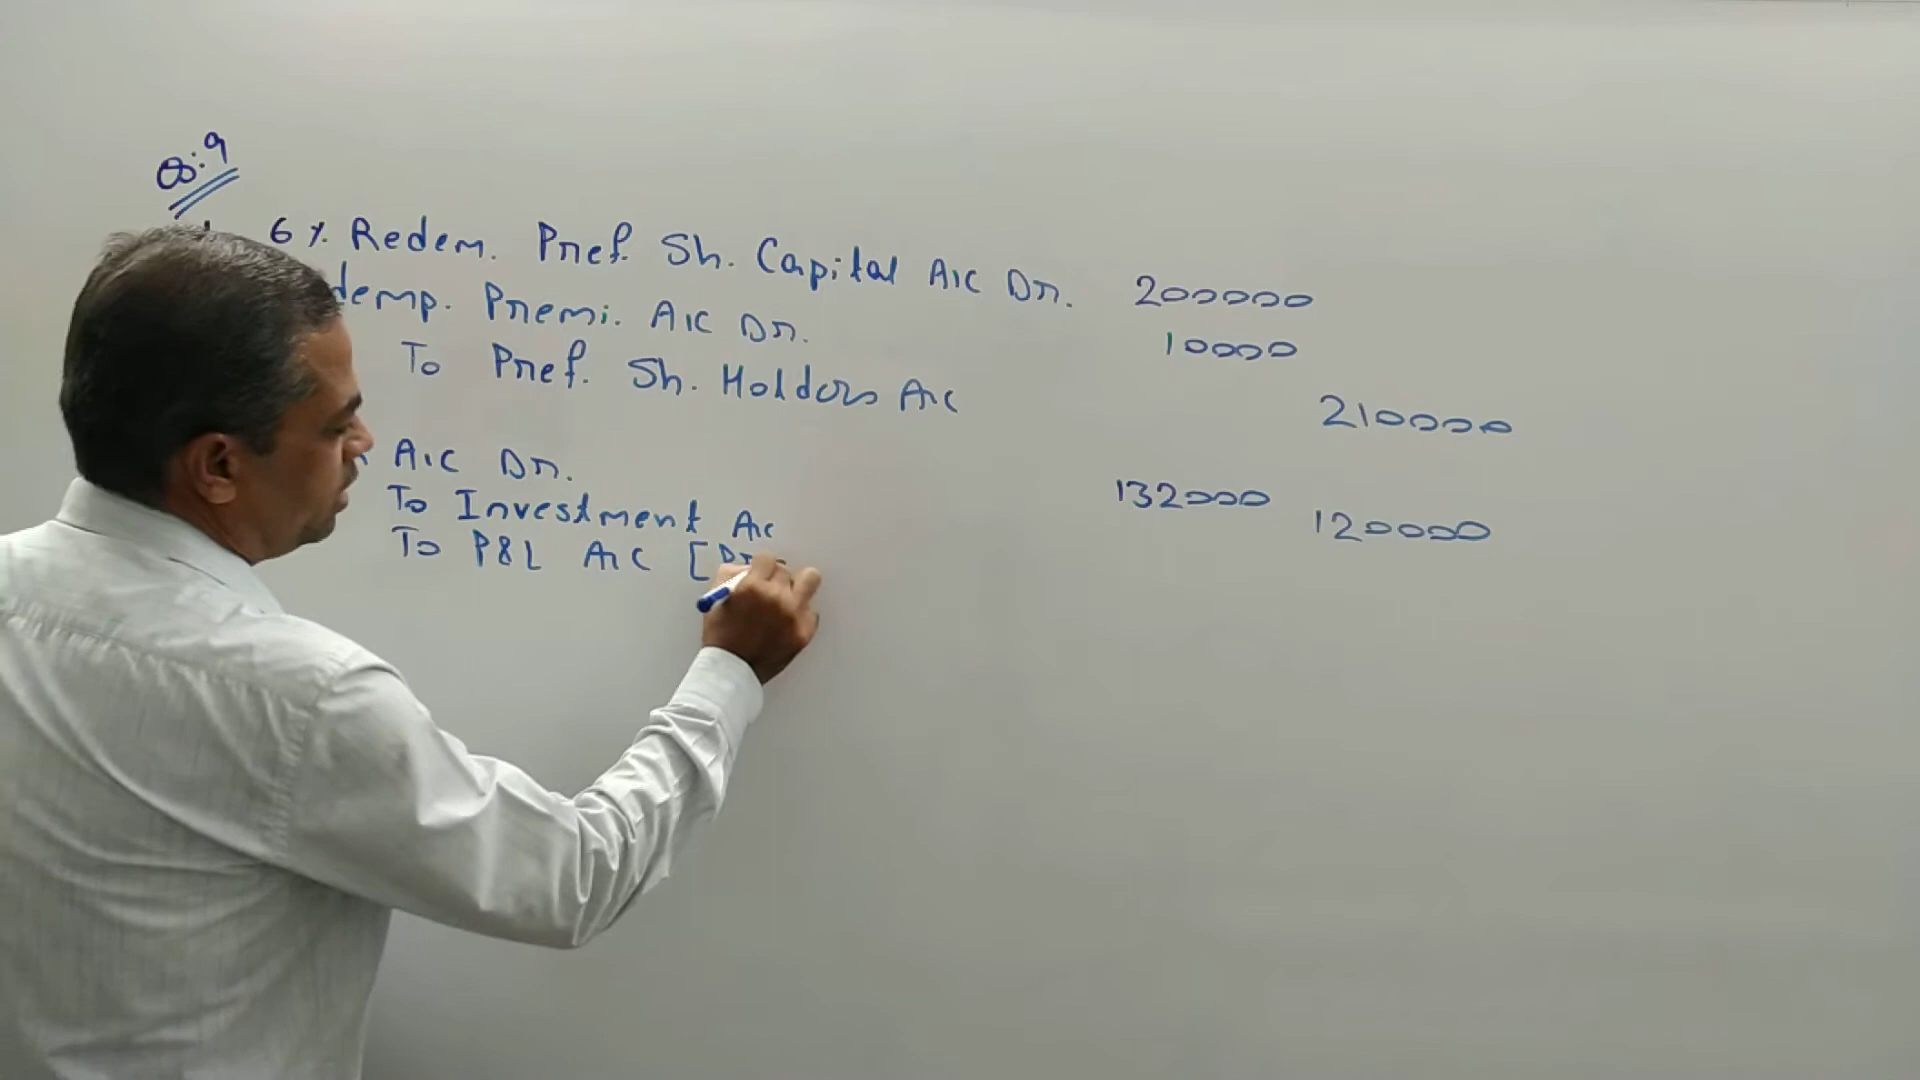 Q:9
6 %. Redem. Pref. Sh. Capital A/C Dr. 200000
demp. Premi. A/C Dr. 10000
To Pref. Sh. Holders A/C 210000
A/C Dr. 132000
To Investment A/C 120000
To P&L A/C [